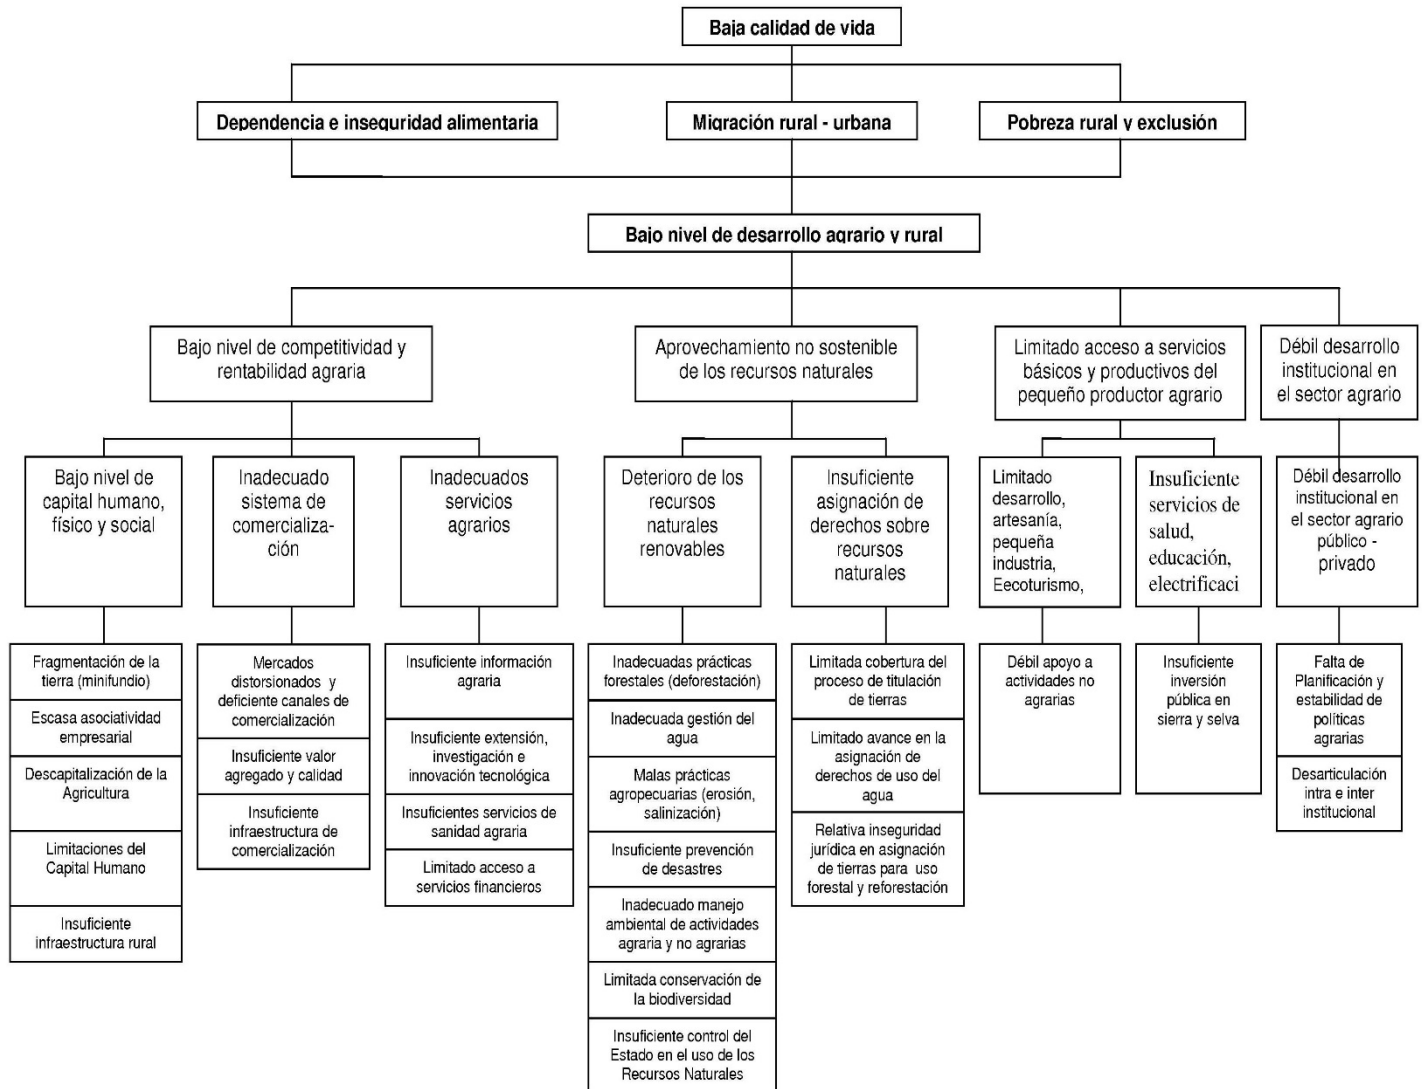 Baja calidad de vida
Dependencia e inseguridad alimentaria
Migración rural - urbana
Pobreza rural y exclusión
Bajo nivel de desarrollo agrario y rural
Bajo nivel de competitividad y
rentabilidad agraria
Aprovechamiento no sostenible
de los recursos naturales
Limitado acceso a servicios
básicos y productivos del
pequeño productor agrario
Débil desarrollo
institucional en
el sector agrario
Bajo nivel de
capital humano,
físico y social
Inadecuado
sistema de
comercializa-
ción
Inadecuados
servicios
agrarios
Deterioro de los
recursos
naturales
renovables
Insuficiente
asignación de
derechos sobre
recursos
naturales
Limitado
desarrollo,
artesanía,
pequeña
industria,
Eecoturismo,
Insuficiente
servicios de
salud,
educación,
electrificaci
Débil desarrollo
institucional en
el sector agrario
público -
privado
Fragmentación de la
tierra (minifundio)
Escasa asociatividad
empresarial
Descapitalización de la
Agricultura
Limitaciones del
Capital Humano
Insuficiente
infraestructura rural
Mercados
distorsionados y
deficiente canales de
comercialización
Insuficiente valor
agregado y calidad
Insuficiente
infraestructura de
comercialización
Insuficiente información
agraria
Insuficiente extensión,
investigación e
innovación tecnológica
Insuficientes servicios de
sanidad agraria
Limitado acceso a
servicios financieros
Inadecuadas prácticas
forestales (deforestación)
Inadecuada gestión del
agua
Malas prácticas
agropecuarias (erosión,
salinización)
Insuficiente prevención
de desastres
Inadecuado manejo
ambiental de actividades
agraria y no agrarias
Limitada conservación de
la biodiversidad
Insuficiente control del
Estado en el uso de los
Recursos Naturales
Limitada cobertura del
proceso de titulación de
tierras
Limitado avance en la
asignación de
derechos de uso del
agua
Relativa inseguridad
jurídica en asignación
de tierras para uso
forestal y reforestación
Débil apoyo a
actividades no
agrarias
Insuficiente
inversión
pública en
sierra y selva
Falta de
Planificación y
estabilidad de
políticas
agrarias
Desarticulación
intra e inter
institucional